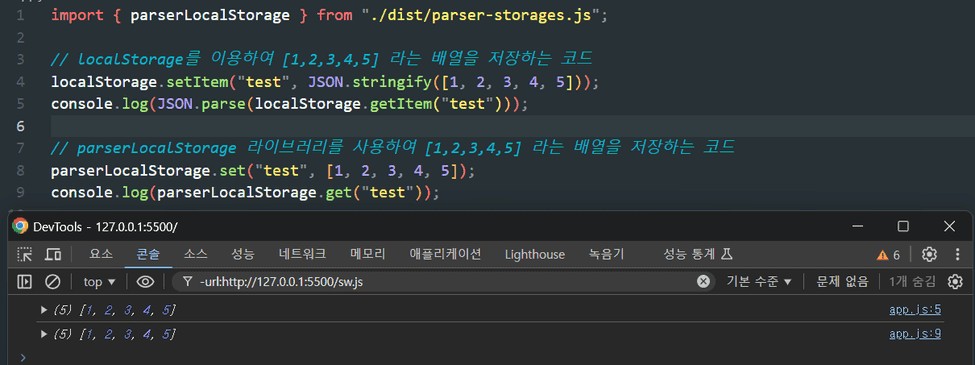 1 import { parserLocalStorage } from "./dist/parser-storages.js";
2
3 // localStorage를 이용하여 [1,2,3,4,5] 라는 배열을 저장하는 코드
4 localStorage.setItem("test", JSON.stringify([1, 2, 3, 4, 5]));
5 console.log(JSON.parse(localStorage.getItem("test")));
6
7 // parserLocalStorage 라이브러리를 사용하여 [1,2,3,4,5] 라는 배열을 저장하는 코드
8 parserLocalStorage.set("test", [1, 2, 3, 4, 5]);
9 console.log(parserLocalStorage.get("test"));
DevTools - 127.0.0.1:5500/
요소 콘솔 소스 성능 네트워크 메모리 애플리케이션 Lighthouse 녹음기 성능 통계 6
top -url:http://127.0.0.1:5500/sw.js 기본 수준 문제 없음 1개 숨김
(5) [1, 2, 3, 4, 5] app.js:5
(5) [1, 2, 3, 4, 5] app.js:9